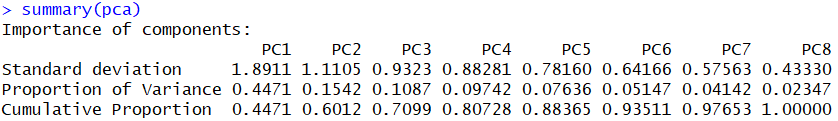 > summary(pca)
Importance of components:
PC1 PC2 PC3 PC4 PC5 PC6 PC7 PC8
Standard deviation 1.8911 1.1105 0.9323 0.88281 0.78160 0.64166 0.57563 0.43330
Proportion of Variance 0.4471 0.1542 0.1087 0.09742 0.07636 0.05147 0.04142 0.02347
Cumulative Proportion 0.4471 0.6012 0.7099 0.80728 0.88365 0.93511 0.97653 1.00000